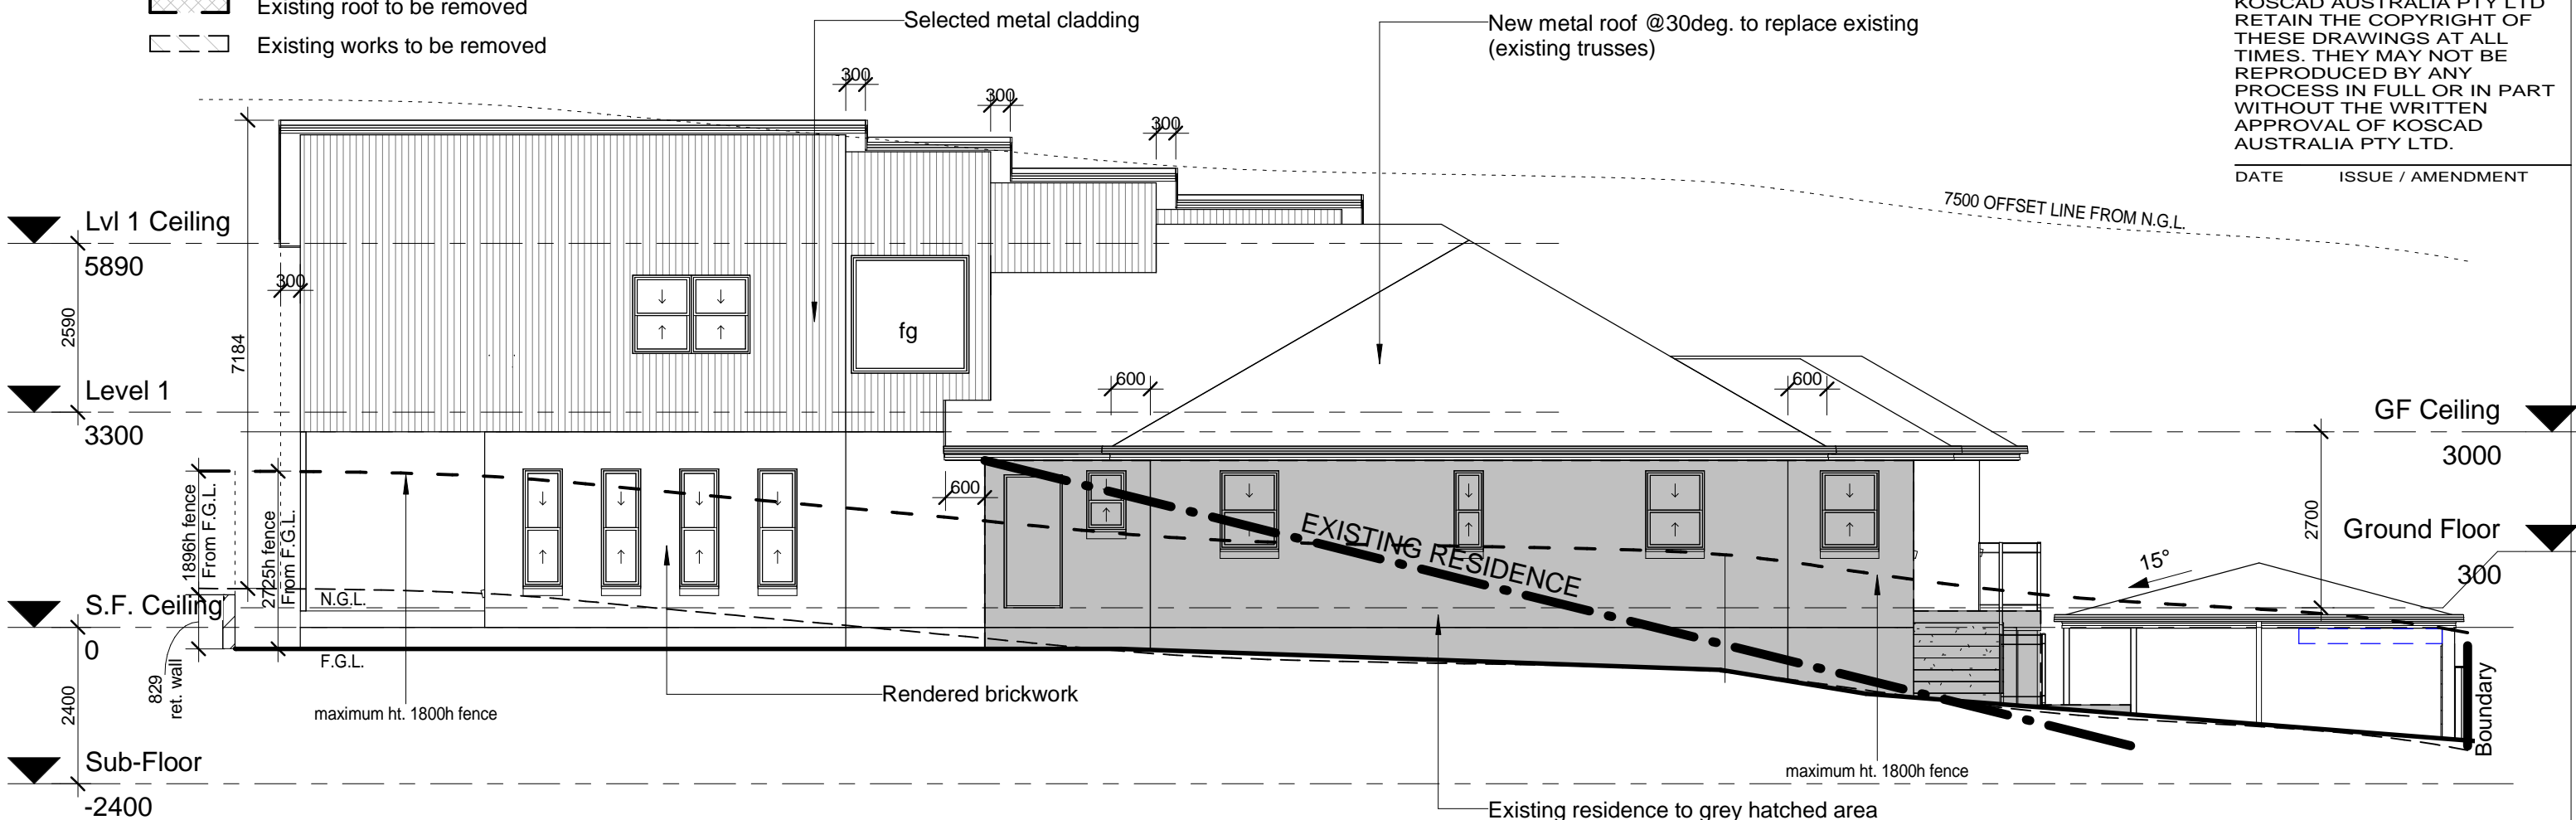 Existing roof to be removed
Existing works to be removed
Selected metal cladding
New metal roof @30deg. to replace existing
(existing trusses)
KOSCAD AUSTRALIA PTY LTD
RETAIN THE COPYRIGHT OF
THESE DRAWINGS AT ALL
TIMES. THEY MAY NOT BE
REPRODUCED BY ANY
PROCESS IN FULL OR IN PART
WITHOUT THE WRITTEN
APPROVAL OF KOSCAD
AUSTRALIA PTY LTD.
DATE ISSUE / AMENDMENT
300
300
300
7500 OFFSET LINE FROM N.G.L.
Lvl 1 Ceiling
5890
300
2590
7184
fg
Level 1
3300
600
600
GF Ceiling
3000
1896h fence
From F.G.L.
2725h fence
From F.G.L.
600
EXISTING RESIDENCE
2700
Ground Floor
300
15°
N.G.L.
S.F. Ceiling
0
F.G.L.
829
ret. wall
2400
maximum ht. 1800h fence
Rendered brickwork
Boundary
Sub-Floor
-2400
maximum ht. 1800h fence
Existing residence to grey hatched area